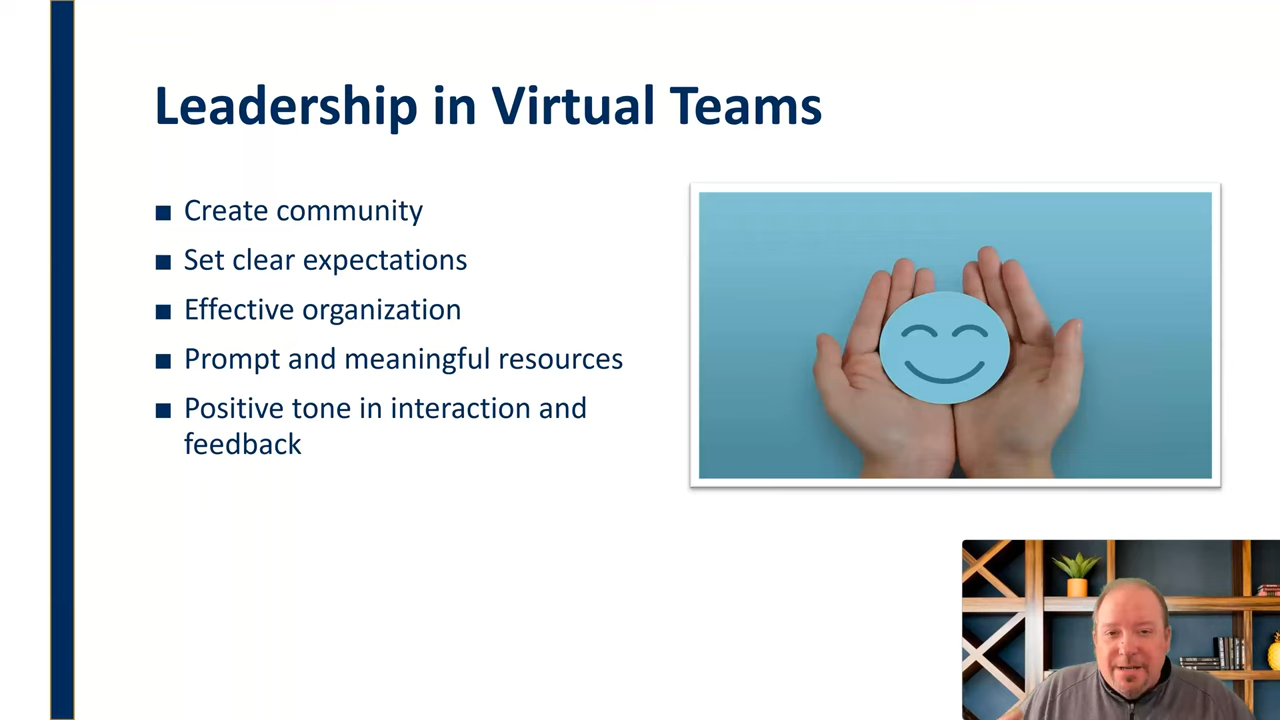 Leadership in Virtual Teams
■ Create community
■ Set clear expectations
■ Effective organization
■ Prompt and meaningful resources
■ Positive tone in interaction and
feedback